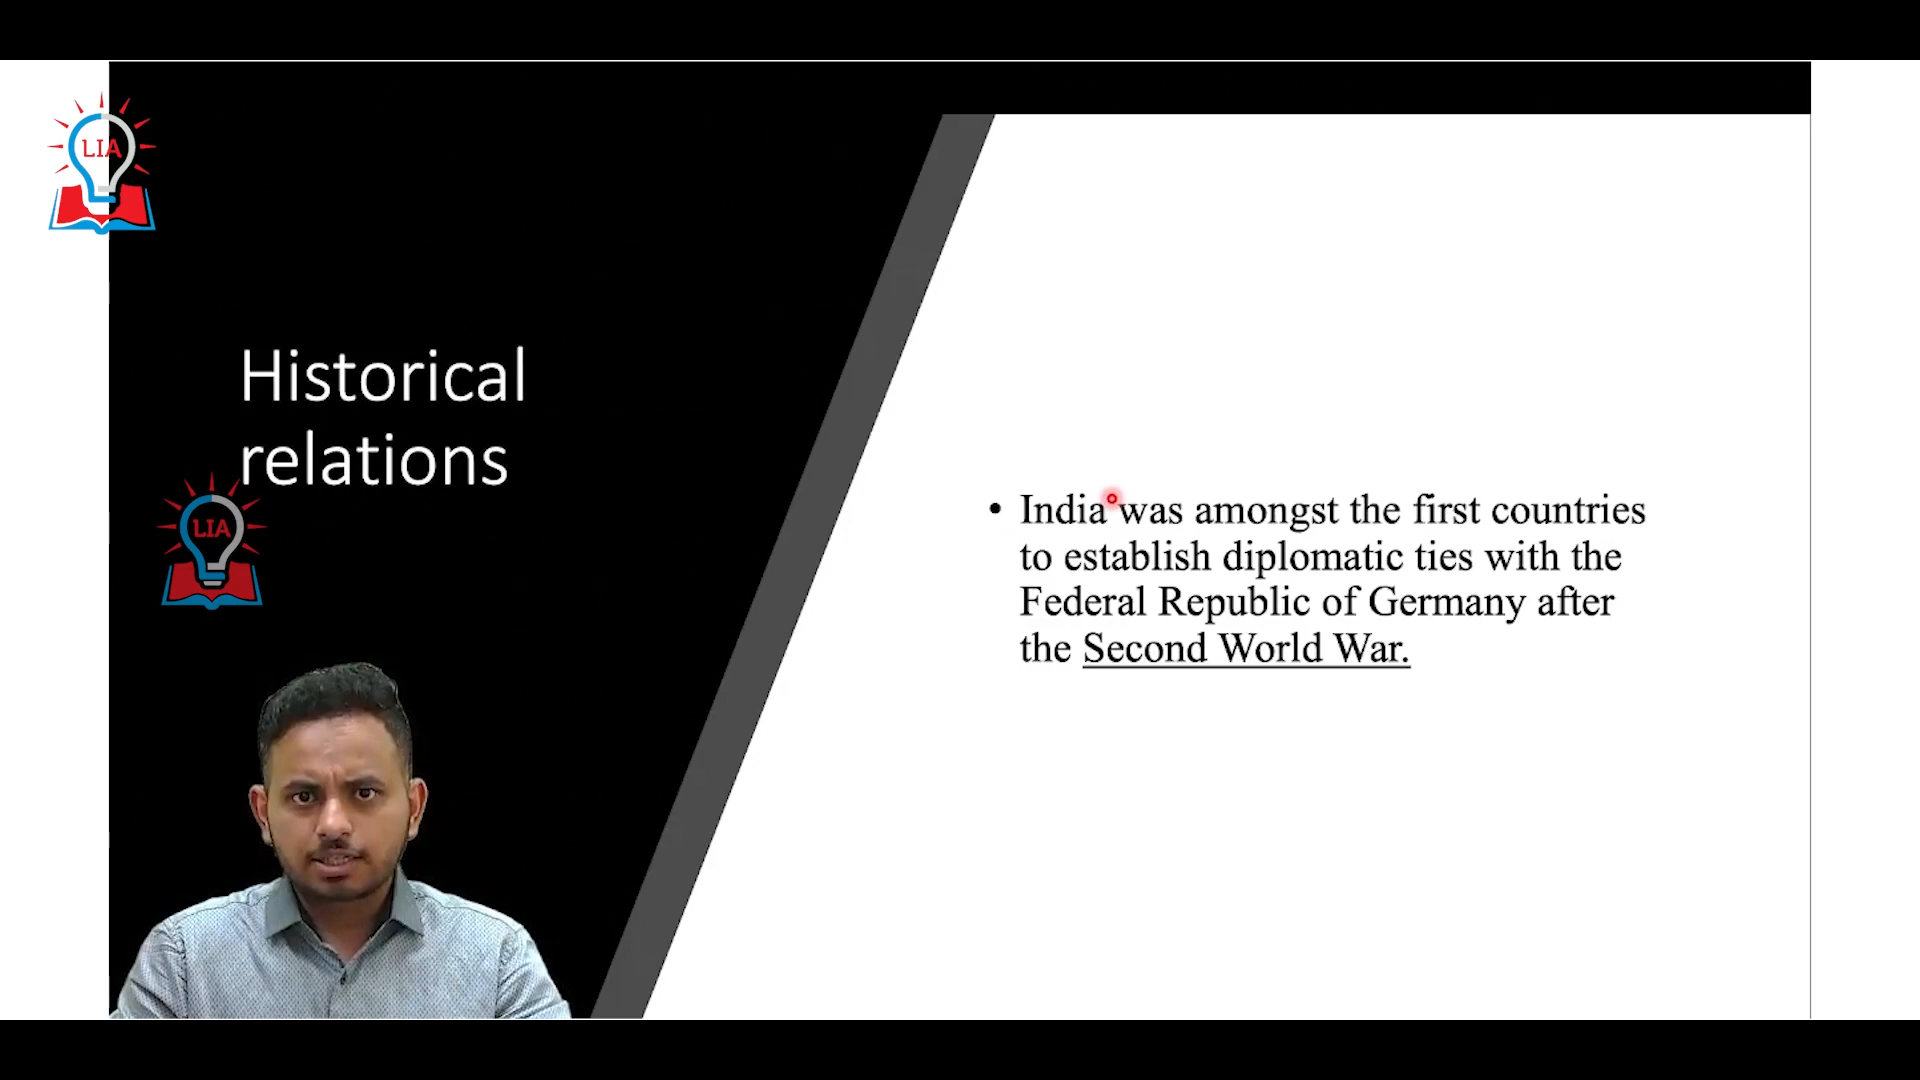 LIA
Historical
relations
LIA
• India was amongst the first countries
to establish diplomatic ties with the
Federal Republic of Germany after
the Second World War.